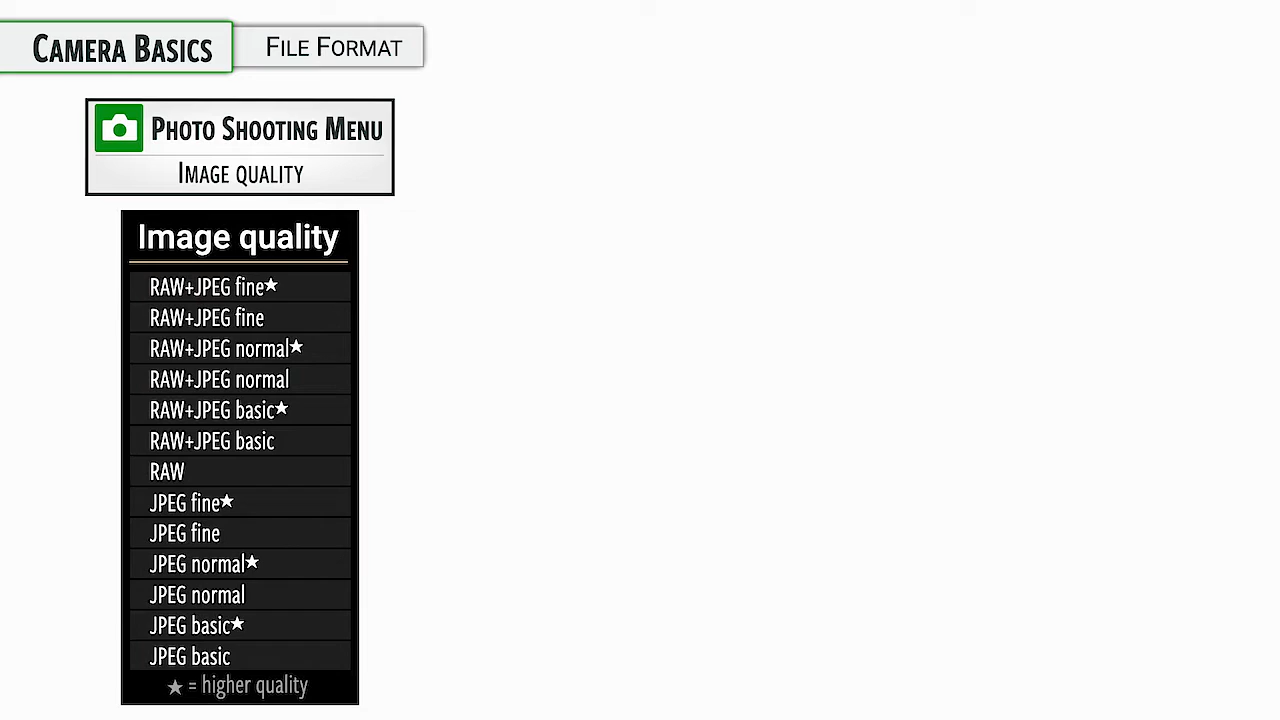 CAMERA BASICS
FILE FORMAT
PHOTO SHOOTING MENU
IMAGE QUALITY
Image quality
RAW+JPEG fine★
RAW+JPEG fine
RAW+JPEG normal★
RAW+JPEG normal
RAW+JPEG basic★
RAW+JPEG basic
RAW
JPEG fine★
JPEG fine
JPEG normal★
JPEG normal
JPEG basic★
JPEG basic
★ = higher quality